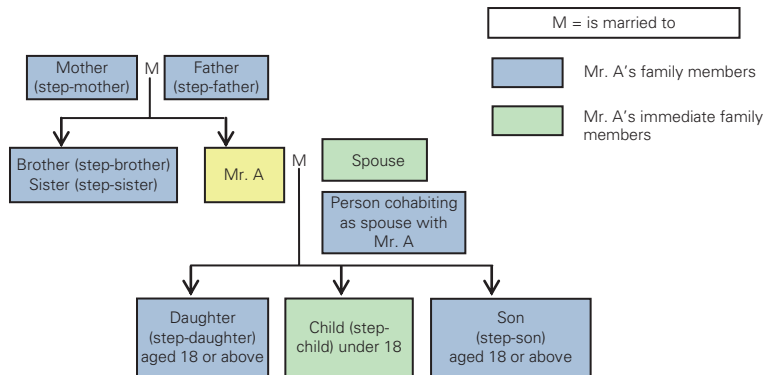 M = is married to
Mr. A's family members
Mr. A's immediate family
members
Mother
(step-mother)
M
Father
(step-father)
Brother (step-brother)
Sister (step-sister)
Mr. A
M
Spouse
Person cohabiting
as spouse with
Mr. A
Daughter
(step-daughter)
aged 18 or above
Child (step-
child) under 18
Son
(step-son)
aged 18 or above